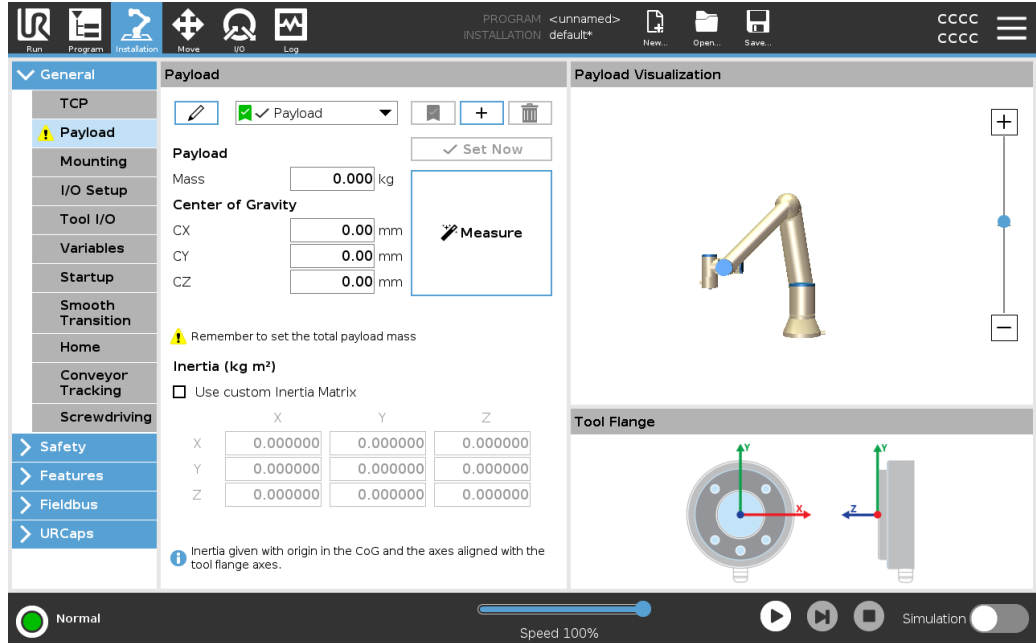 PROGRAM <unnamed>
INSTALLATION default*
CCCC
CCCC
UR
Run
Program
Installation
Move
I/O
Log
New...
Open...
Save...
General
TCP
Payload
Mounting
I/O Setup
Tool I/O
Variables
Startup
Smooth
Transition
Home
Conveyor
Tracking
Screwdriving
Safety
Features
Fieldbus
URCaps
Payload
Payload
+
Set Now
Payload
Mass 0.000 kg
Center of Gravity
CX 0.00 mm
CY 0.00 mm
CZ 0.00 mm
Measure
Remember to set the total payload mass
Inertia (kg m²)
Use custom Inertia Matrix
X Y Z
X 0.000000 0.000000 0.000000
Y 0.000000 0.000000 0.000000
Z 0.000000 0.000000 0.000000
Inertia given with origin in the CoG and the axes aligned with the
tool flange axes.
Payload Visualization
+
−
Tool Flange
Y
X
Y
Z
Normal
Speed 100%
Simulation